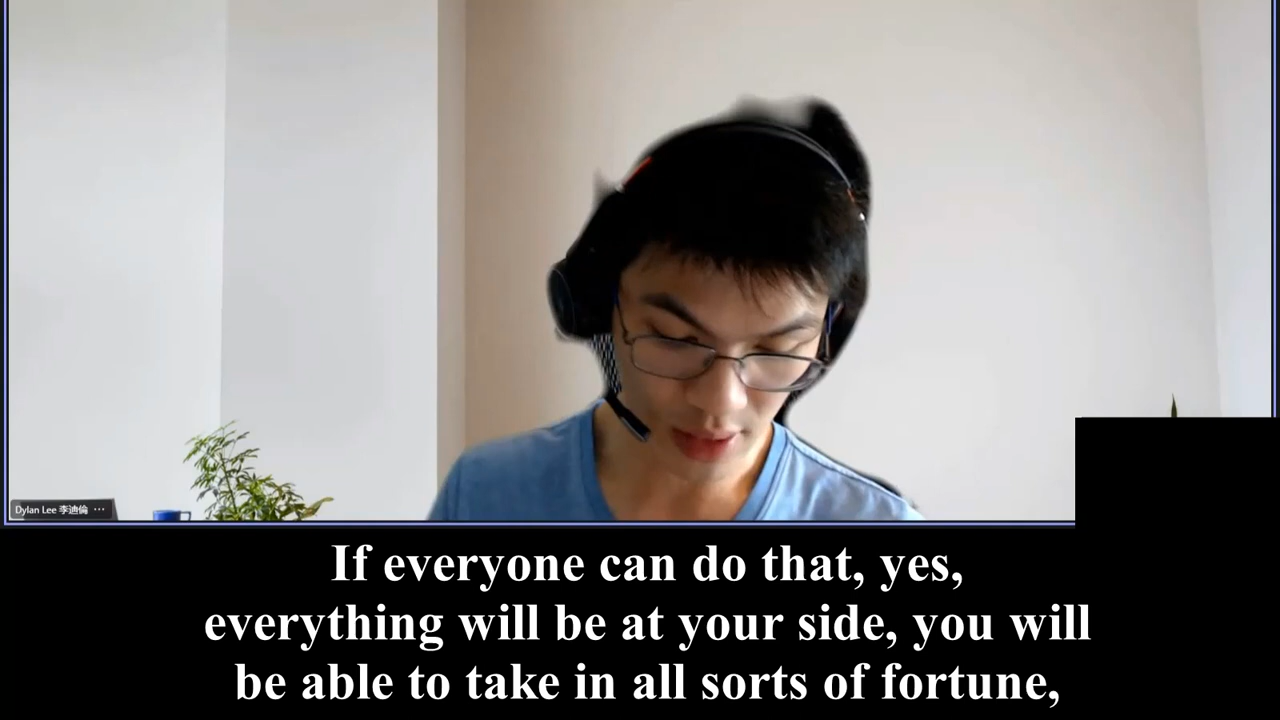 Dylan Lee 李迪倫 ···
If everyone can do that, yes,
everything will be at your side, you will
be able to take in all sorts of fortune,